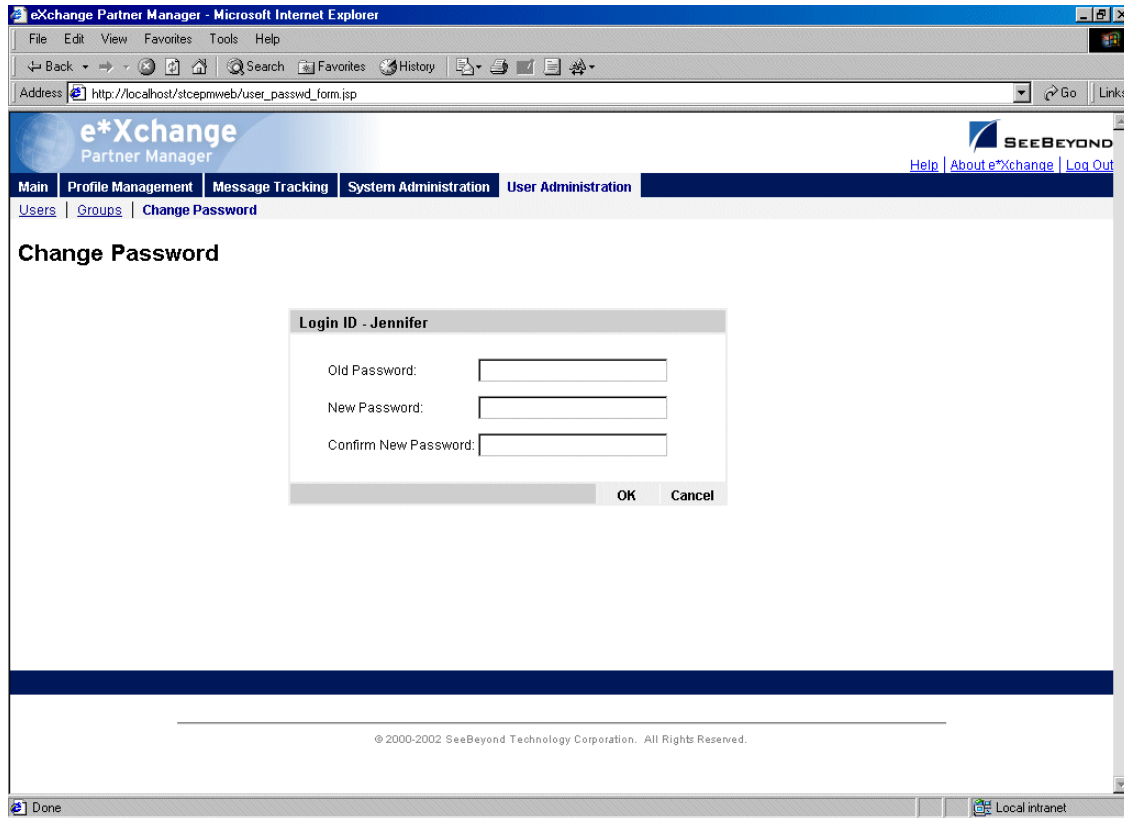 eXchange Partner Manager - Microsoft Internet Explorer
File Edit View Favorites Tools Help
Back Search Favorites History
Address http://localhost/stcepmweb/user_passwd_form.jsp Go Links
e*Xchange
Partner Manager
SEEBEYOND
Help | About e*Xchange | Log Out
Main Profile Management Message Tracking System Administration User Administration
Users | Groups | Change Password
Change Password
Login ID - Jennifer
Old Password:
New Password:
Confirm New Password:
OK Cancel
© 2000-2002 SeeBeyond Technology Corporation. All Rights Reserved.
Done Local intranet